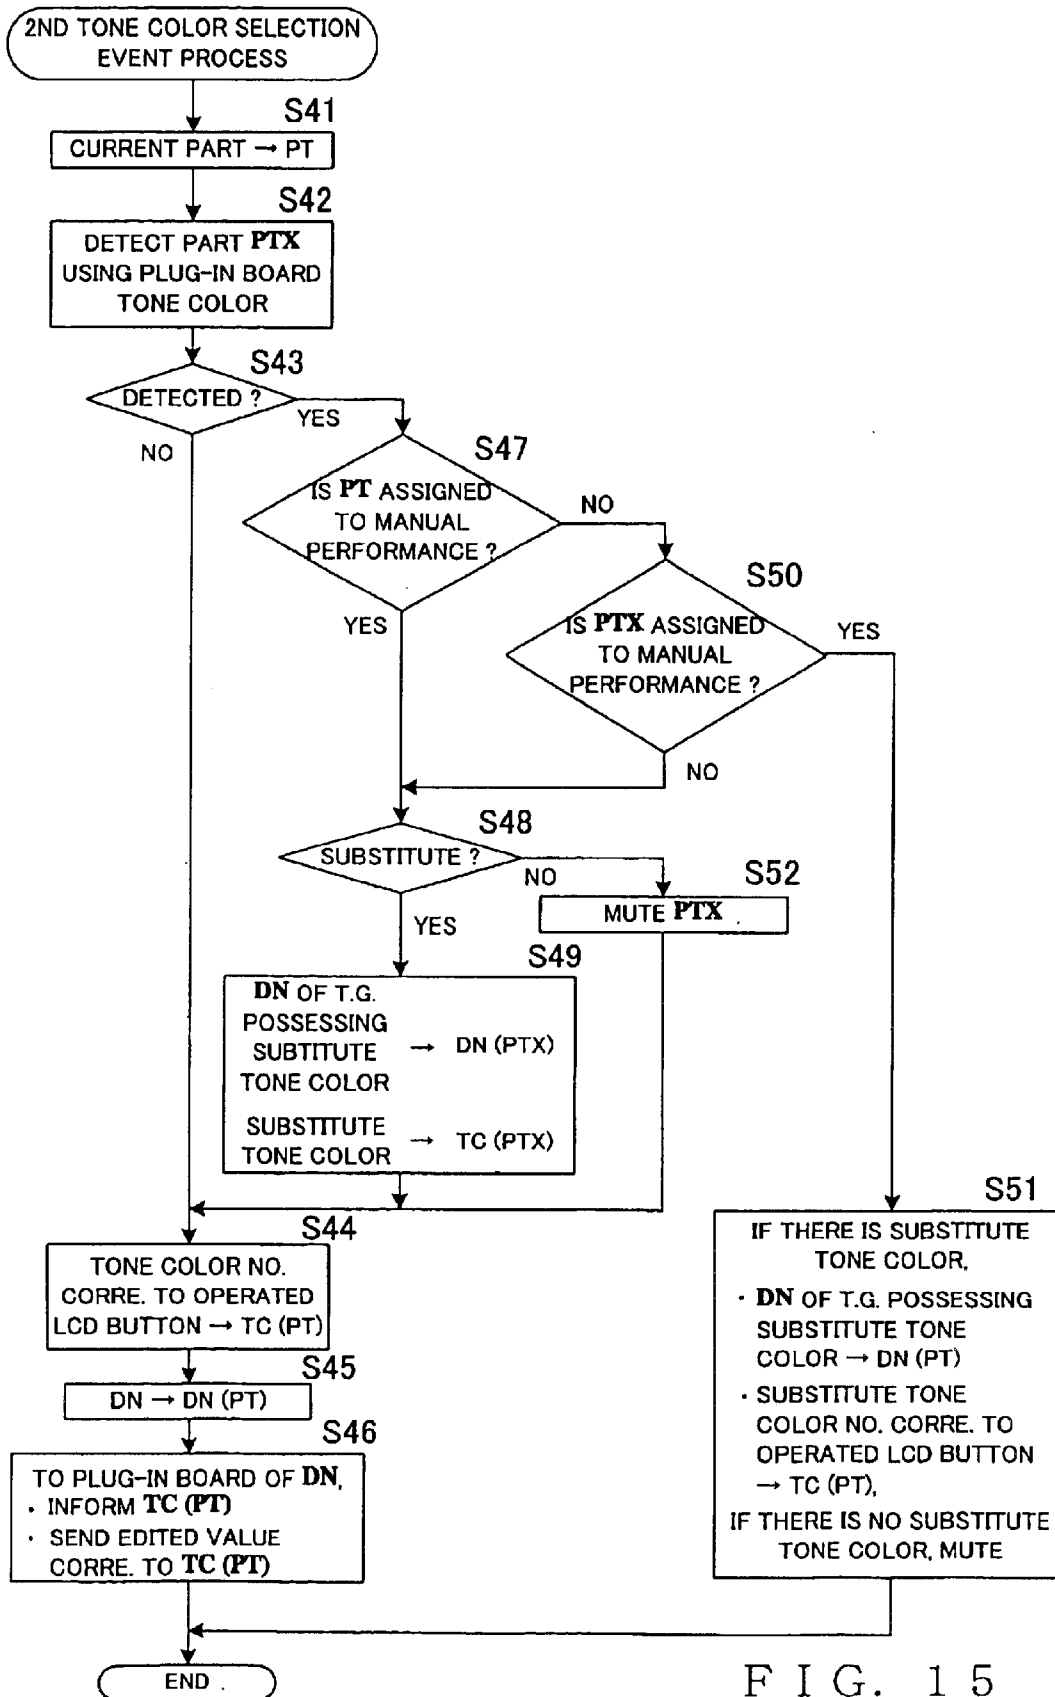 2ND TONE COLOR SELECTION
EVENT PROCESS
S41
CURRENT PART → PT
S42
DETECT PART PTX
USING PLUG-IN BOARD
TONE COLOR
S43
DETECTED ?
YES
NO
S47
IS PT ASSIGNED
TO MANUAL
PERFORMANCE ?
NO
YES
S50
IS PTX ASSIGNED
TO MANUAL
PERFORMANCE ?
YES
NO
S48
SUBSTITUTE ?
NO
YES
S52
MUTE PTX
S49
DN OF T.G.
POSSESSING
SUBTITUTE
TONE COLOR
→ DN (PTX)
SUBSTITUTE
TONE COLOR
→ TC (PTX)
S44
TONE COLOR NO.
CORRE. TO OPERATED
LCD BUTTON → TC (PT)
S45
DN → DN (PT)
S46
TO PLUG-IN BOARD OF DN,
· INFORM TC (PT)
· SEND EDITED VALUE
CORRE. TO TC (PT)
S51
IF THERE IS SUBSTITUTE
TONE COLOR,
· DN OF T.G. POSSESSING
SUBSTITUTE TONE
COLOR → DN (PT)
· SUBSTITUTE TONE
COLOR NO. CORRE. TO
OPERATED LCD BUTTON
→ TC (PT),
IF THERE IS NO SUBSTITUTE
TONE COLOR, MUTE
END
FIG. 15